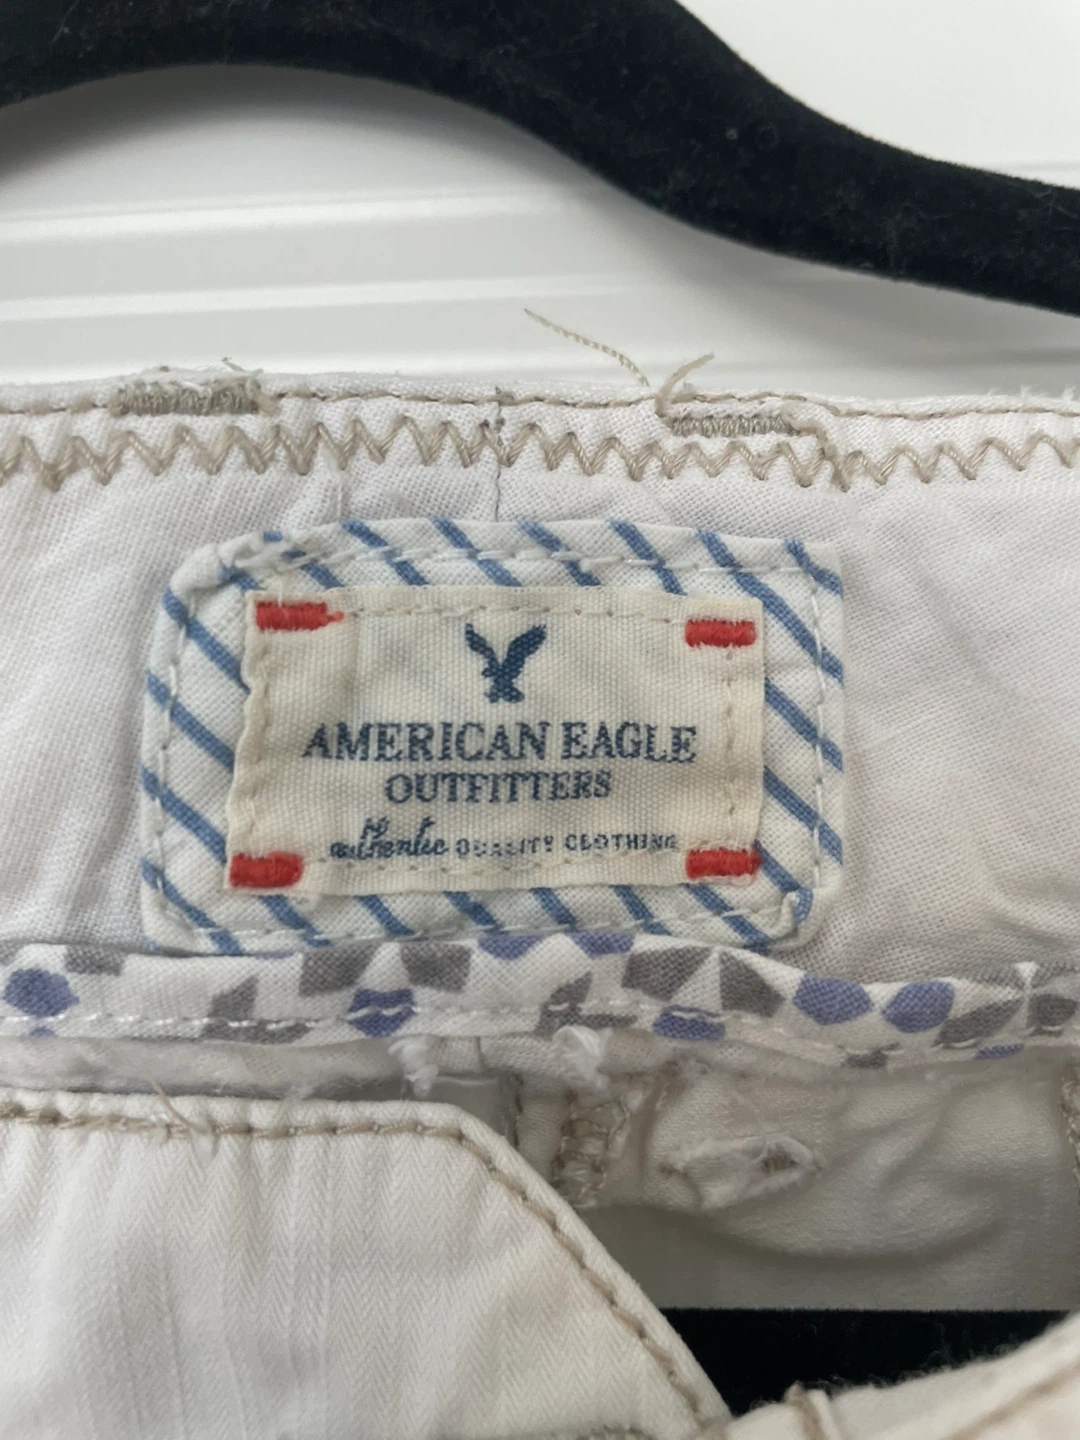 AMERICAN EAGLE
OUTFITTERS
authentic QUALITY CLOTHING